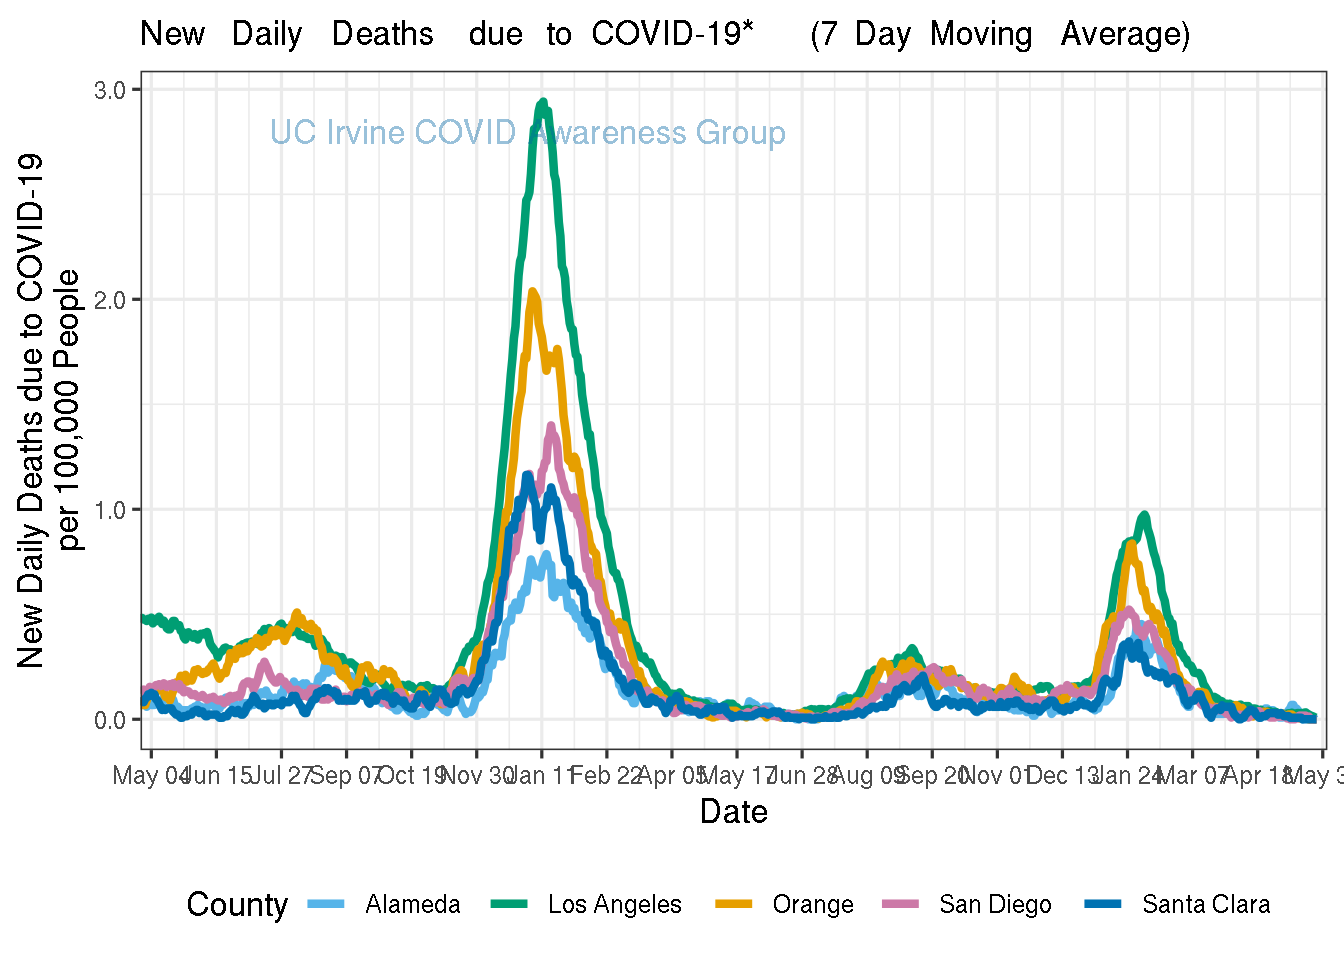 New Daily Deaths due to COVID-19* (7 Day Moving Average)
UC Irvine COVID Awareness Group
New Daily Deaths due to COVID-19
per 100,000 People
3.0
2.0
1.0
0.0
May 04 Jun 15 Jul 27 Sep 07 Oct 19 Nov 30 Jan 11 Feb 22 Apr 05 May 17 Jun 28 Aug 09 Sep 20 Nov 01 Dec 13 Jan 24 Mar 07 Apr 18 May 3
Date
County Alameda Los Angeles Orange San Diego Santa Clara